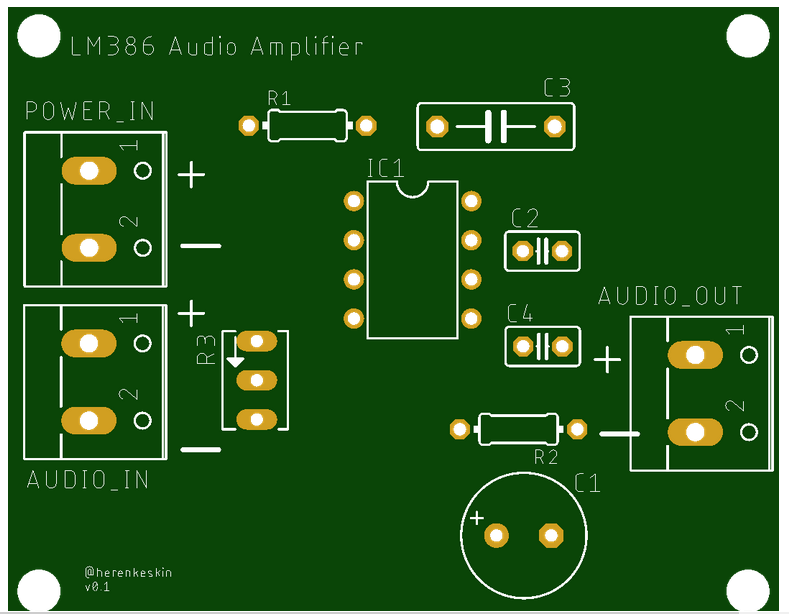 LM386 Audio Amplifier
POWER_IN
R1
C3
1
+
2
IC1
C2
AUDIO_OUT
1
+
2
R3
C4
1
+
2
AUDIO_IN
R2
C1
+
@herenkeskin
v0.1